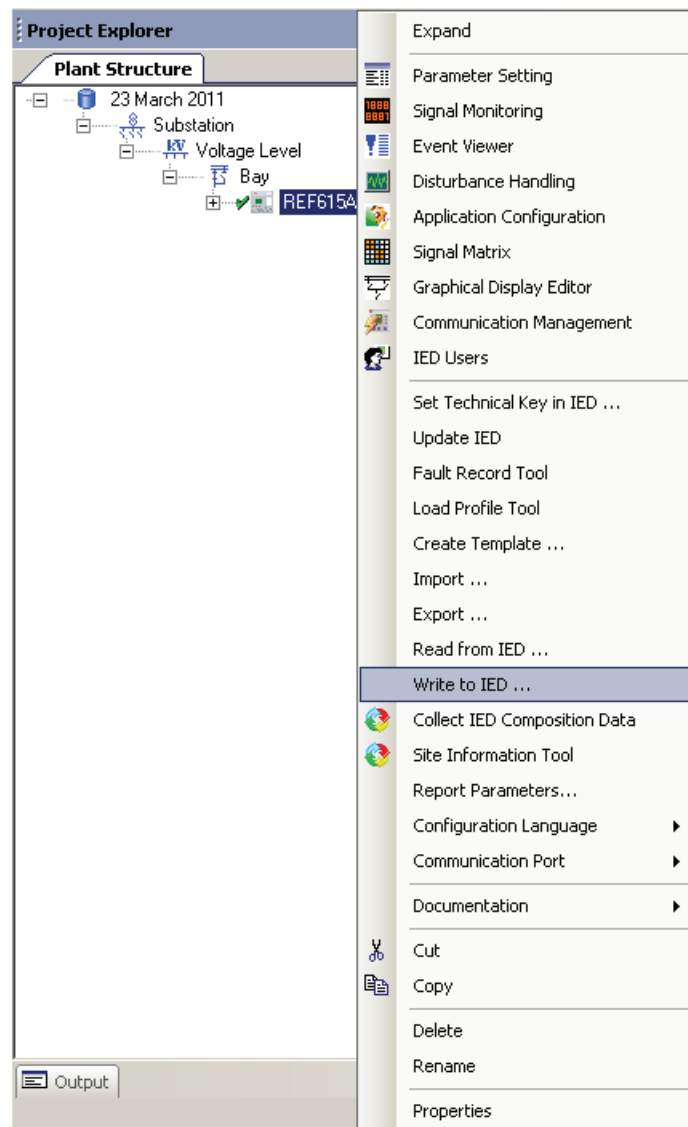 Project Explorer
Plant Structure
23 March 2011
Substation
Voltage Level
Bay
REF615A
Output
Expand
Parameter Setting
Signal Monitoring
Event Viewer
Disturbance Handling
Application Configuration
Signal Matrix
Graphical Display Editor
Communication Management
IED Users
Set Technical Key in IED ...
Update IED
Fault Record Tool
Load Profile Tool
Create Template ...
Import ...
Export ...
Read from IED ...
Write to IED ...
Collect IED Composition Data
Site Information Tool
Report Parameters...
Configuration Language
Communication Port
Documentation
Cut
Copy
Delete
Rename
Properties